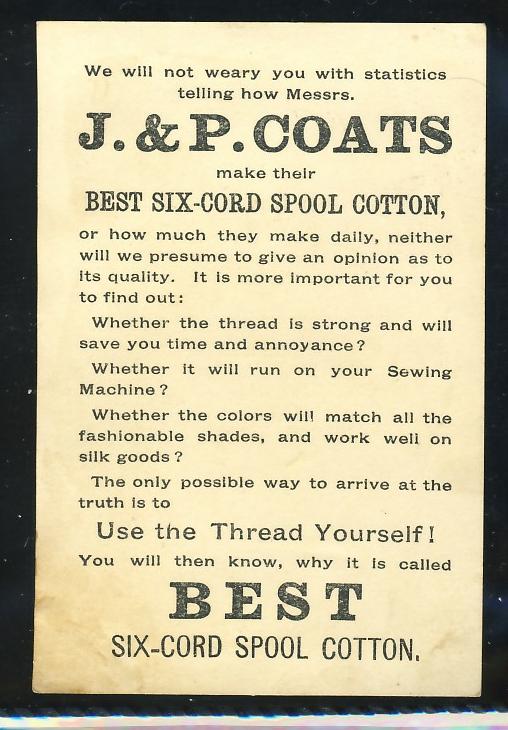 We will not weary you with statistics
telling how Messrs.
J. & P. COATS
make their
BEST SIX-CORD SPOOL COTTON,
or how much they make daily, neither
will we presume to give an opinion as to
its quality. It is more important for you
to find out:
Whether the thread is strong and will
save you time and annoyance?
Whether it will run on your Sewing
Machine?
Whether the colors will match all the
fashionable shades, and work well on
silk goods?
The only possible way to arrive at the
truth is to
Use the Thread Yourself!
You will then know, why it is called
BEST
SIX-CORD SPOOL COTTON.